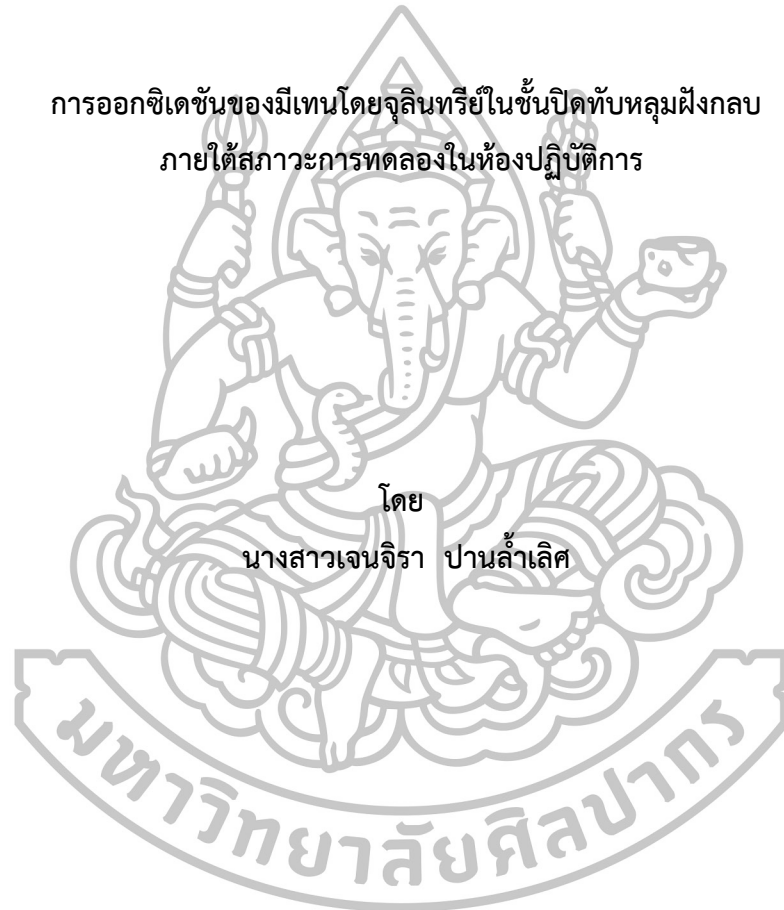 การออกซิเดชันของมีเทนโดยจุลินทรีย์ในชั้นปิดทับหลุมฝังกลบ
ภายใต้สภาวะการทดลองในห้องปฏิบัติการ
โดย
นางสาวเจนจิรา ปานล้ำเลิศ
มหาวิทยาลัยศิลปากร